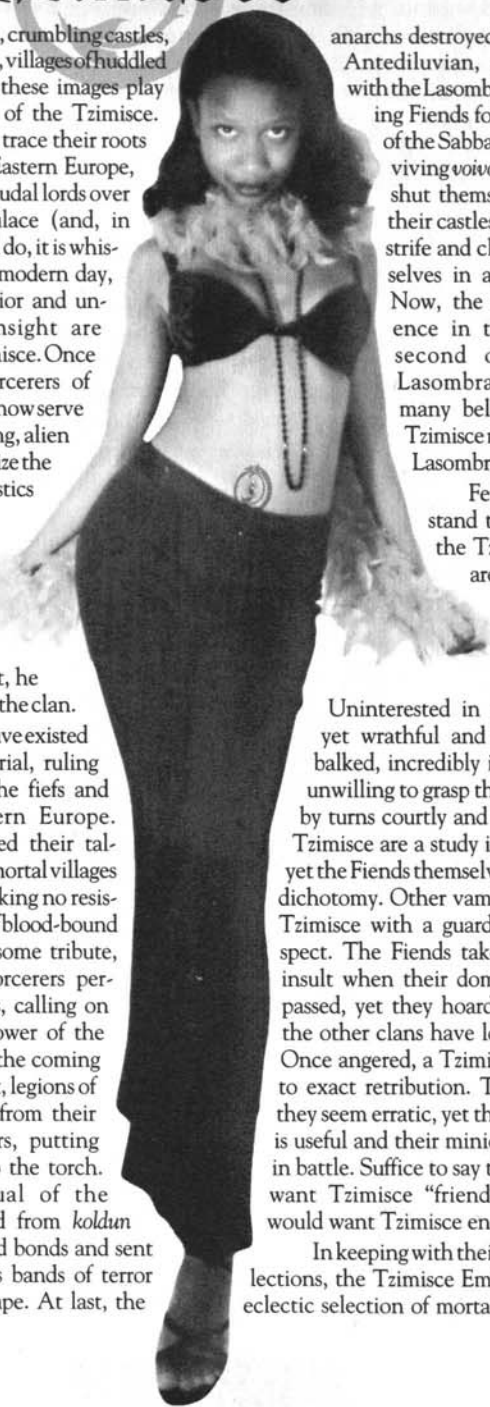 , crumbling castles,
, villages of huddled
these images play
of the Tzimisce.
trace their roots
Eastern Europe,
udal lords over
lace (and, in
do, it is whis-
modern day,
ior and un-
nsight are
nisce. Once
rcerers of
now serve
ng, alien
ize the
stics
t, he
the clan.
ve existed
rial, ruling
he fiefs and
ern Europe.
ed their tal-
mortal villages
king no resis-
blood-bound
some tribute,
orcerers per-
, calling on
ower of the
the coming
, legions of
from their
rs, putting
the torch.
ual of the
d from koldun
d bonds and sent
s bands of terror
pe. At last, the
anarchs destroyed
Antediluvian,
with the Lasomb
ing Fiends fo
of the Sabba
viving voivo
shut thems
their castles
strife and cl
selves in a
Now, the
ence in t
second o
Lasombra
many bel
Tzimisce r
Lasombr
Fe
stand t
the Tz
are
Uninterested in
yet wrathful and
balked, incredibly i
unwilling to grasp th
by turns courtly and
Tzimisce are a study i
yet the Fiends themselv
dichotomy. Other vam
Tzimisce with a guard
spect. The Fiends tak
insult when their dom
passed, yet they hoard
the other clans have lo
Once angered, a Tzimi
to exact retribution. T
they seem erratic, yet th
is useful and their minio
in battle. Suffice to say t
want Tzimisce “friend
would want Tzimisce en
In keeping with thei
lections, the Tzimisce Em
eclectic selection of morta